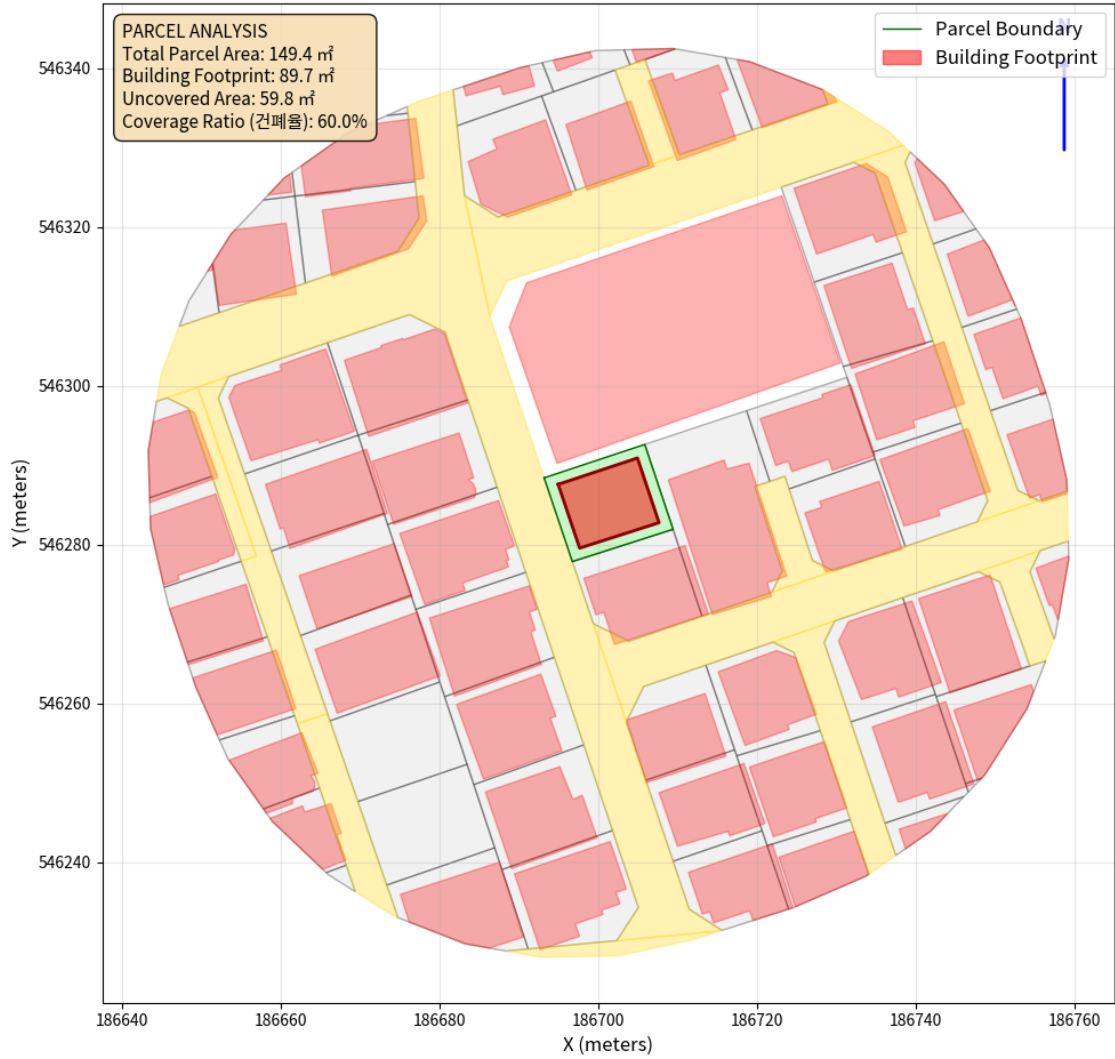 PARCEL ANALYSIS
Total Parcel Area: 149.4 ㎡
Building Footprint: 89.7 ㎡
Uncovered Area: 59.8 ㎡
Coverage Ratio (건폐율): 60.0%
Parcel Boundary
Building Footprint
N
Y (meters)
546340
546320
546300
546280
546260
546240
186640
186660
186680
186700
186720
186740
186760
X (meters)